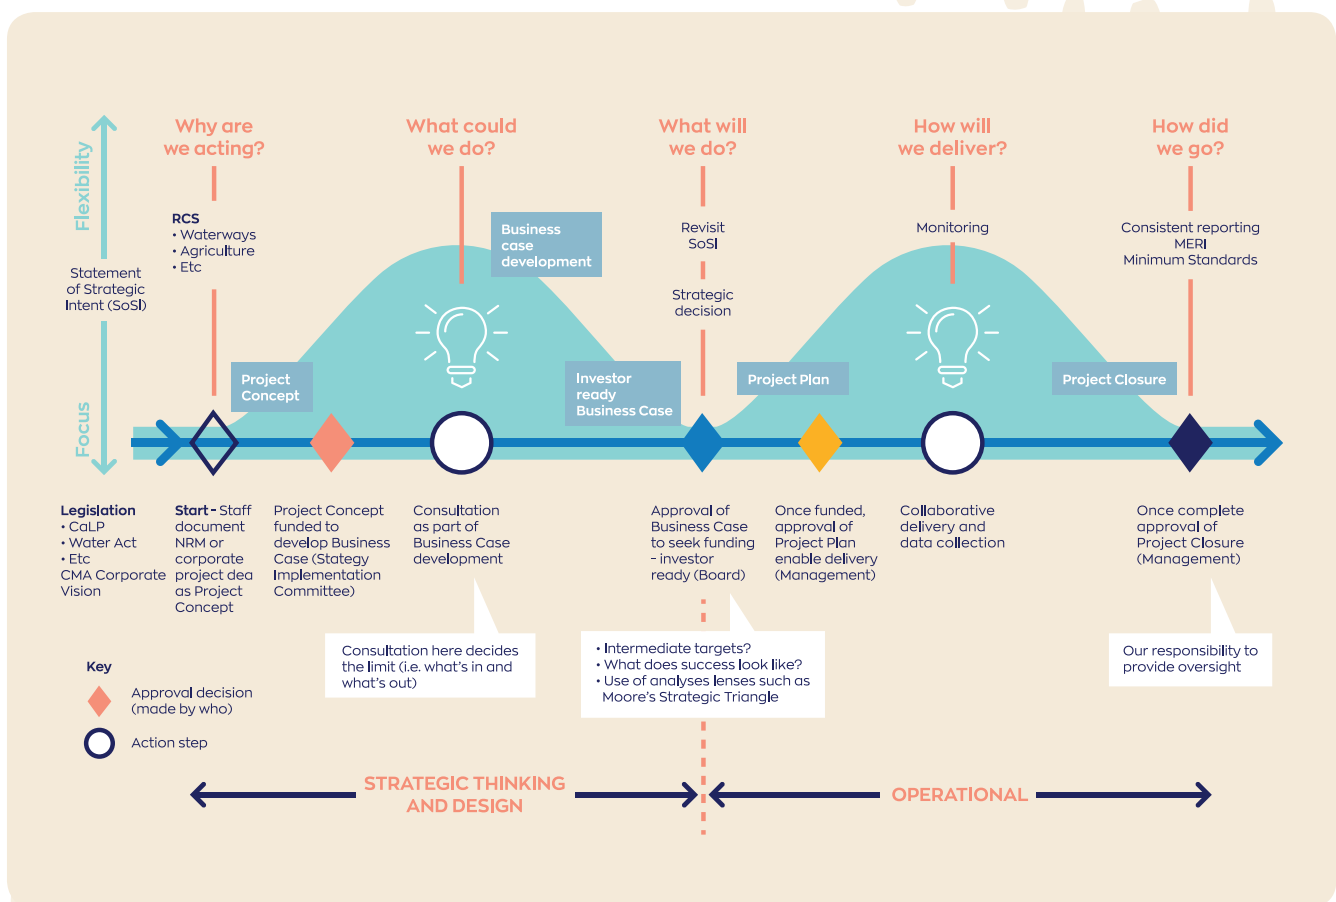 Why are
we acting?
What could
we do?
What will
we do?
How will
we deliver?
How did
we go?
Flexibility
Statement
of Strategic
Intent (SoSI)
Focus
RCS
• Waterways
• Agriculture
• Etc
Business
case
development
Revisit
SoSI
Strategic
decision
Monitoring
Consistent reporting
MERI
Minimum Standards
Project
Concept
Investor
ready
Business Case
Project Plan
Project Closure
Legislation
• CaLP
• Water Act
• Etc
CMA Corporate
Vision
Start - Staff
document
NRM or
corporate
project dea
as Project
Concept
Project Concept
funded to
develop Business
Case (Stategy
Implementation
Committee)
Consultation
as part of
Business Case
development
Approval of
Business Case
to seek funding
- investor
ready (Board)
Once funded,
approval of
Project Plan
enable delivery
(Management)
Collaborative
delivery and
data collection
Once complete
approval of
Project Closure
(Management)
Consultation here decides
the limit (i.e. what's in and
what's out)
• Intermediate targets?
• What does success look like?
• Use of analyses lenses such as
Moore's Strategic Triangle
Our responsibility to
provide oversight
Key
Approval decision
(made by who)
Action step
STRATEGIC THINKING
AND DESIGN
OPERATIONAL